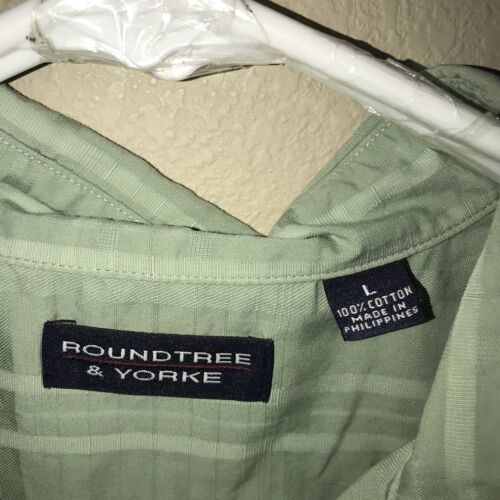 ROUNDTREE
& YORKE
L
100% COTTON
MADE IN
PHILIPPINES